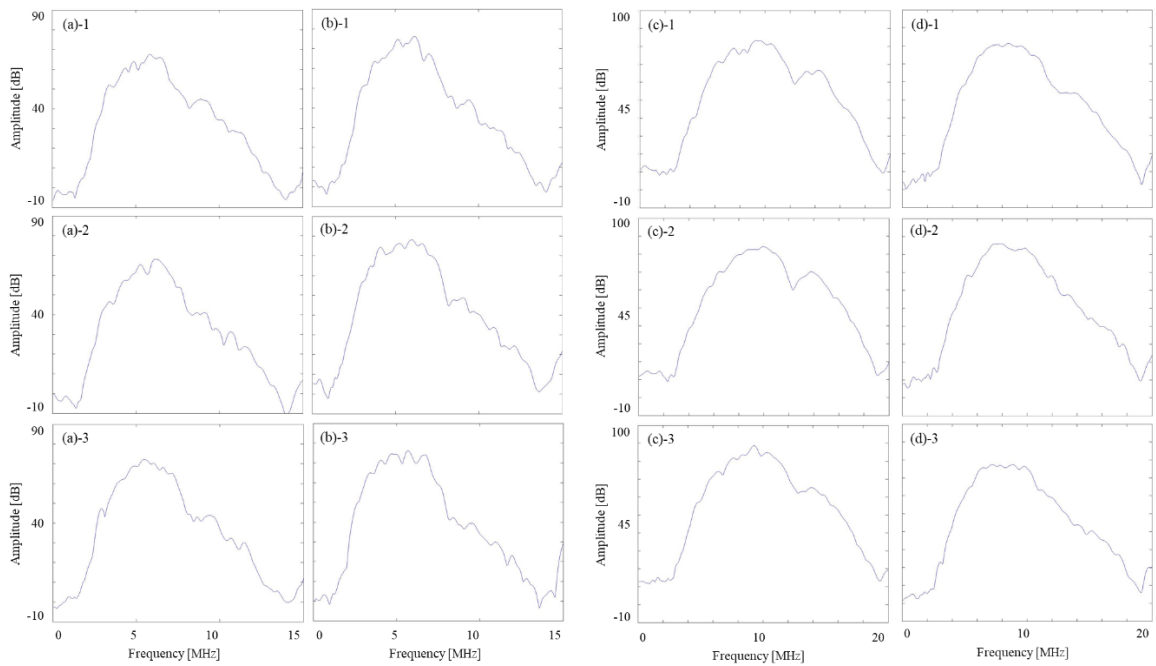 (a)-1
(b)-1
(c)-1
(d)-1
90
40
-10
Amplitude [dB]
100
45
-10
Amplitude [dB]
(a)-2
(b)-2
(c)-2
(d)-2
90
40
-10
Amplitude [dB]
100
45
-10
Amplitude [dB]
(a)-3
(b)-3
(c)-3
(d)-3
90
40
-10
Amplitude [dB]
100
45
-10
Amplitude [dB]
0 5 10 15
0 5 10 15
0 10 20
0 10 20
Frequency [MHz]
Frequency [MHz]
Frequency [MHz]
Frequency [MHz]